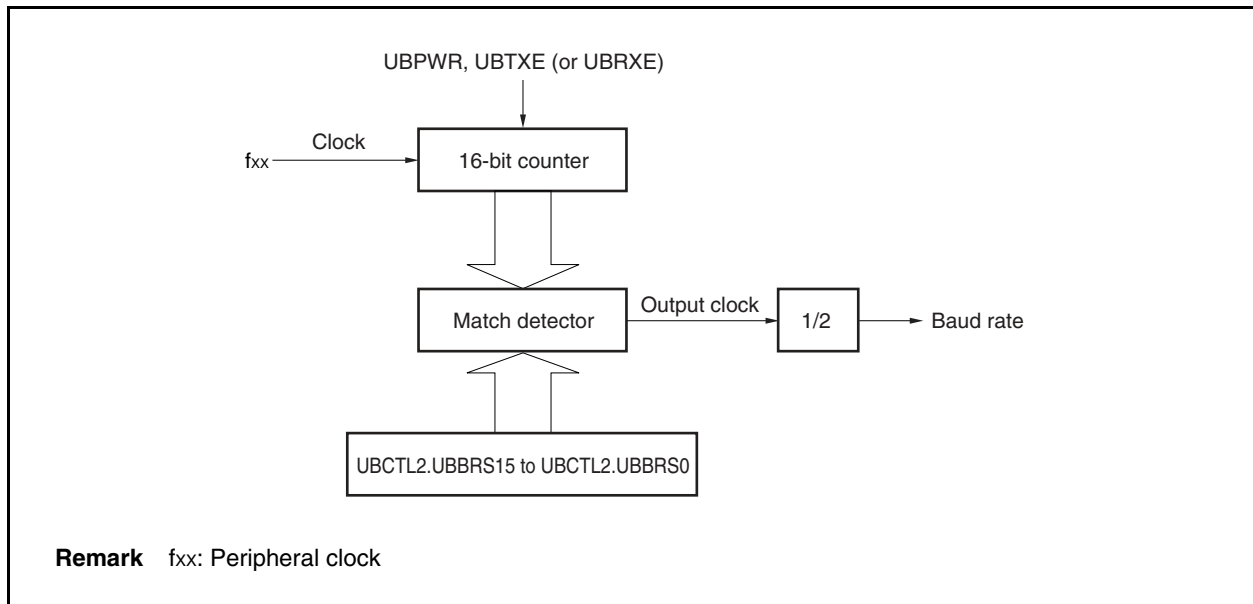 UBPWR, UBTXE (or UBRXE)
Clock
fxx
16-bit counter
Match detector
Output clock
1/2
Baud rate
UBCTL2.UBBRS15 to UBCTL2.UBBRS0
Remark fxx: Peripheral clock